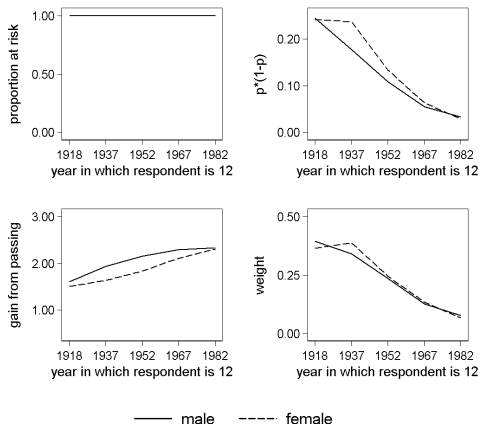 proportion at risk
1.00
0.50
0.00
1918 1937 1952 1967 1982
year in which respondent is 12
p*(1-p)
0.20
0.10
0.00
1918 1937 1952 1967 1982
year in which respondent is 12
gain from passing
3.00
2.00
1.00
1918 1937 1952 1967 1982
year in which respondent is 12
weight
0.50
0.25
0.00
1918 1937 1952 1967 1982
year in which respondent is 12
male female